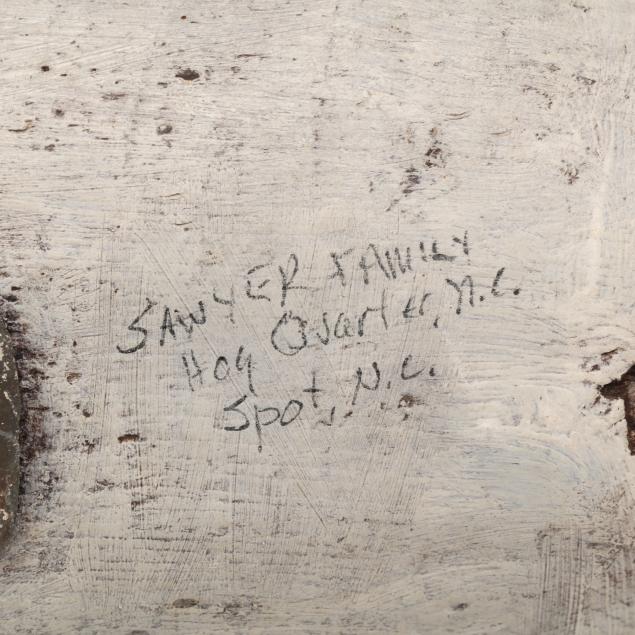 SAWYER FAMILY
Hog Quarter, N.C.
Spot, N.C.